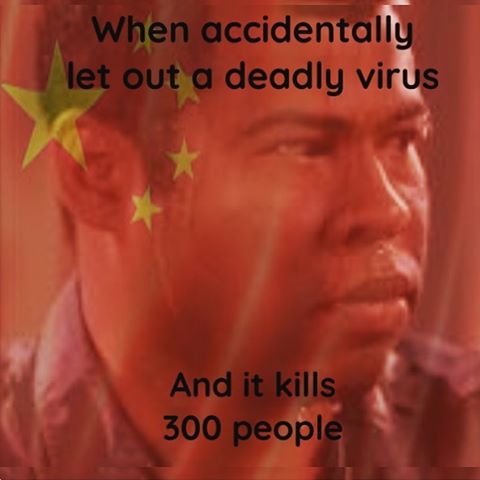 When accidentally
let out a deadly virus
And it kills
300 people